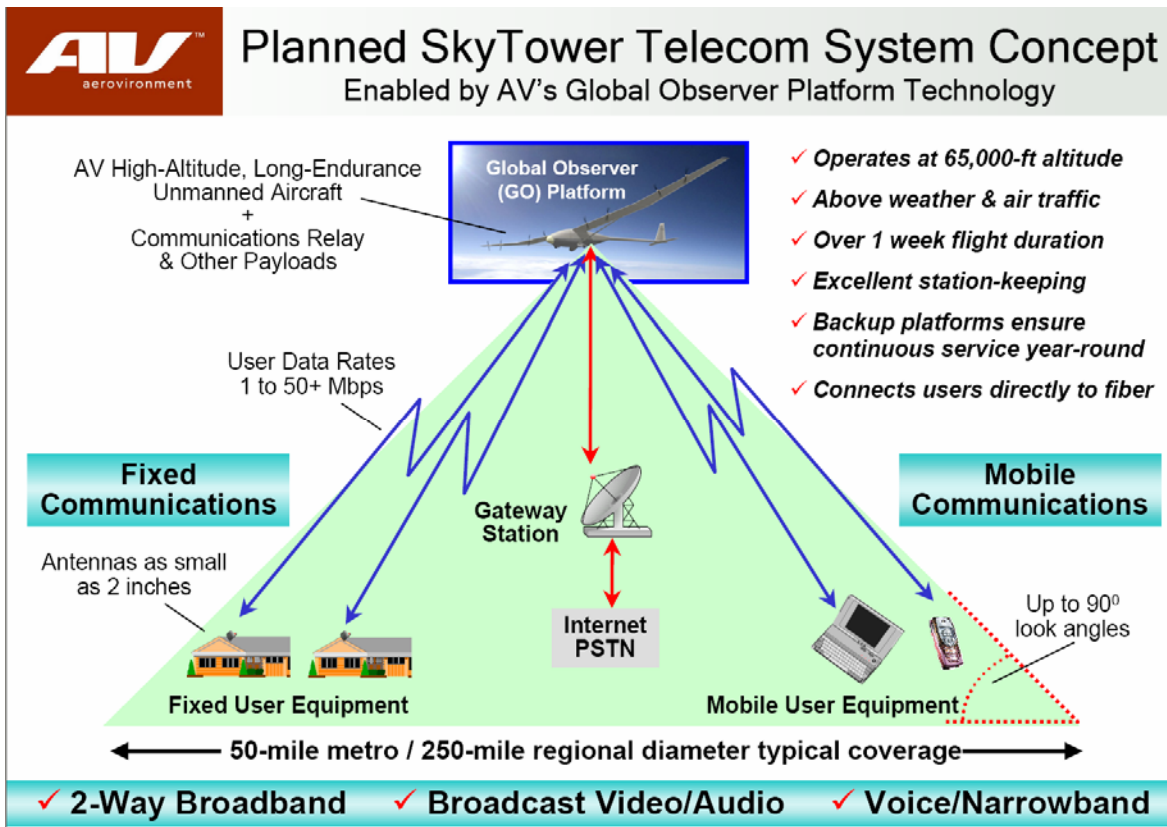 AV™
aerovironment
Planned SkyTower Telecom System Concept
Enabled by AV's Global Observer Platform Technology
AV High-Altitude, Long-Endurance
Unmanned Aircraft
+
Communications Relay
& Other Payloads
Global Observer
(GO) Platform
✓ Operates at 65,000-ft altitude
✓ Above weather & air traffic
✓ Over 1 week flight duration
✓ Excellent station-keeping
✓ Backup platforms ensure
continuous service year-round
✓ Connects users directly to fiber
User Data Rates
1 to 50+ Mbps
Fixed
Communications
Mobile
Communications
Gateway
Station
Antennas as small
as 2 inches
Internet
PSTN
Up to 90⁰
look angles
Fixed User Equipment
Mobile User Equipment
50-mile metro / 250-mile regional diameter typical coverage
✓ 2-Way Broadband ✓ Broadcast Video/Audio ✓ Voice/Narrowband